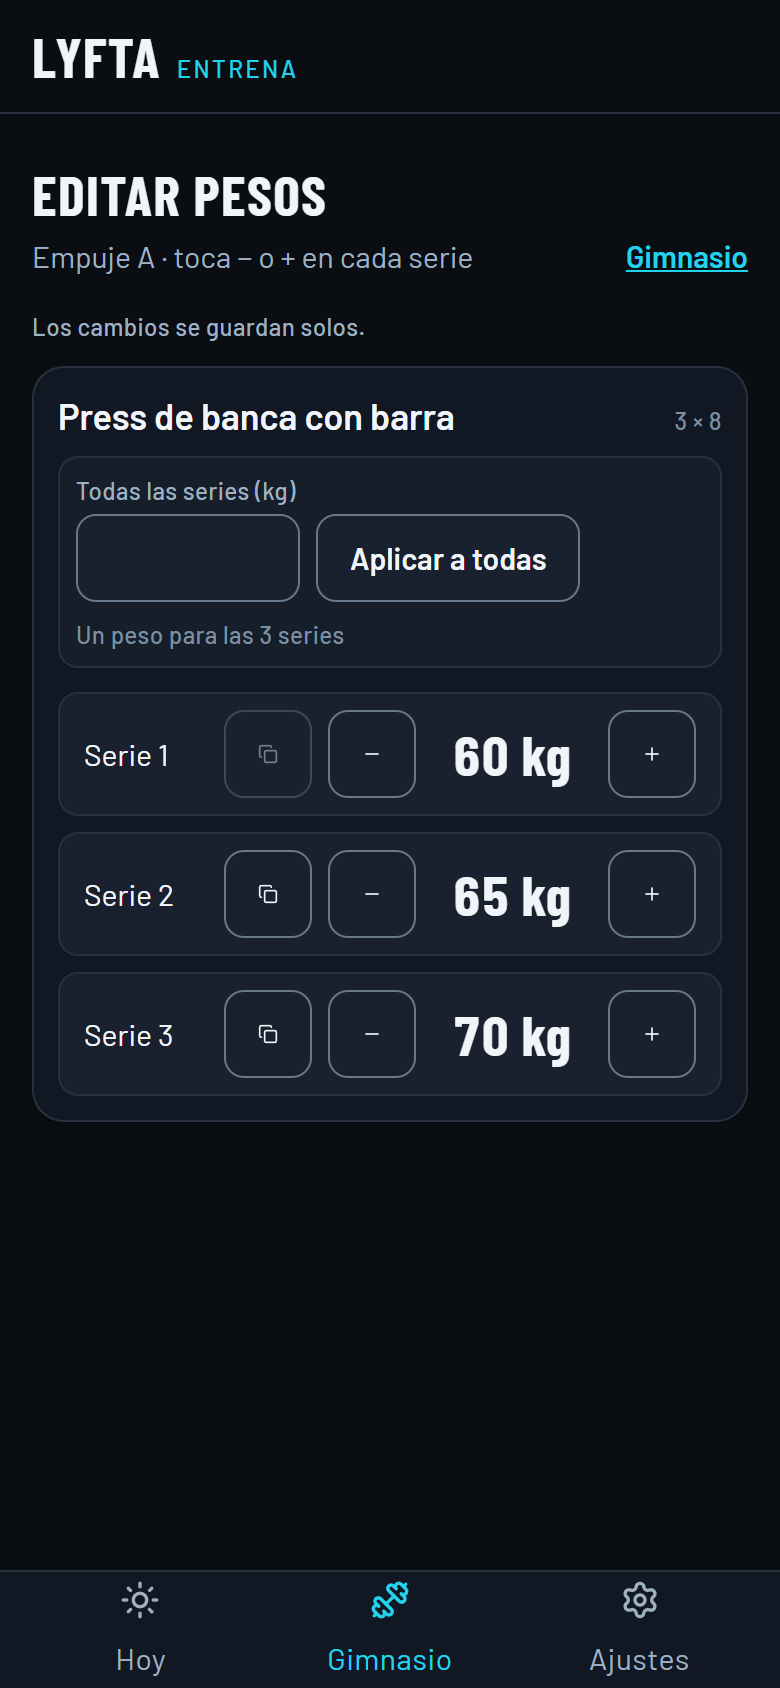 LYFTA ENTRENA
EDITAR PESOS
Empuje A · toca − o + en cada serie Gimnasio
Los cambios se guardan solos.
Press de banca con barra 3 × 8
Todas las series (kg)
Aplicar a todas
Un peso para las 3 series
Serie 1 − 60 kg +
Serie 2 − 65 kg +
Serie 3 − 70 kg +
Hoy Gimnasio Ajustes